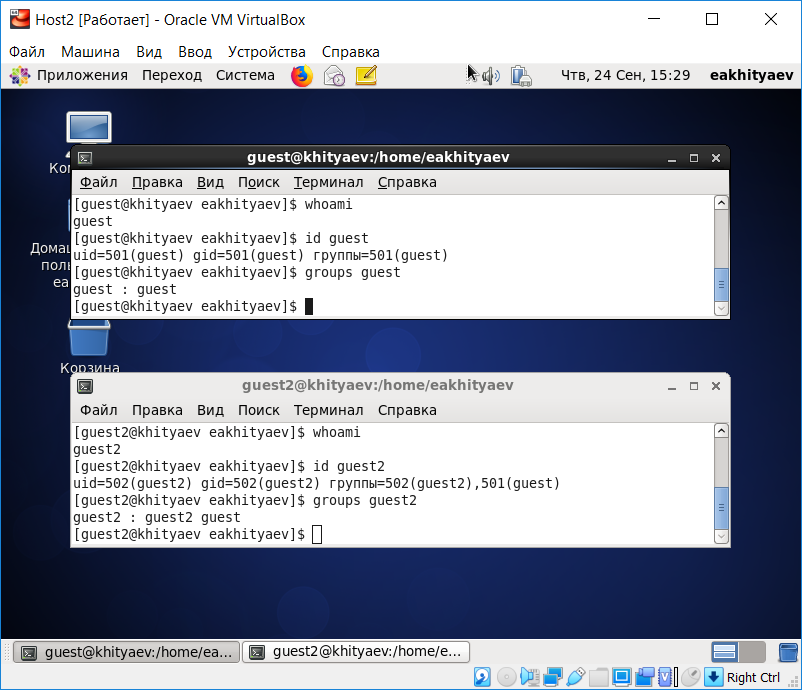 Host2 [Работает] - Oracle VM VirtualBox
Файл Машина Вид Ввод Устройства Справка
Приложения Переход Система Чтв, 24 Сен, 15:29 eakhityaev
guest@khityaev:/home/eakhityaev
Файл Правка Вид Поиск Терминал Справка
[guest@khityaev eakhityaev]$ whoami
guest
[guest@khityaev eakhityaev]$ id guest
uid=501(guest) gid=501(guest) группы=501(guest)
[guest@khityaev eakhityaev]$ groups guest
guest : guest
[guest@khityaev eakhityaev]$
Корзина
guest2@khityaev:/home/eakhityaev
Файл Правка Вид Поиск Терминал Справка
[guest2@khityaev eakhityaev]$ whoami
guest2
[guest2@khityaev eakhityaev]$ id guest2
uid=502(guest2) gid=502(guest2) группы=502(guest2),501(guest)
[guest2@khityaev eakhityaev]$ groups guest2
guest2 : guest2 guest
[guest2@khityaev eakhityaev]$
guest@khityaev:/home/ea... guest2@khityaev:/home/e...
Right Ctrl